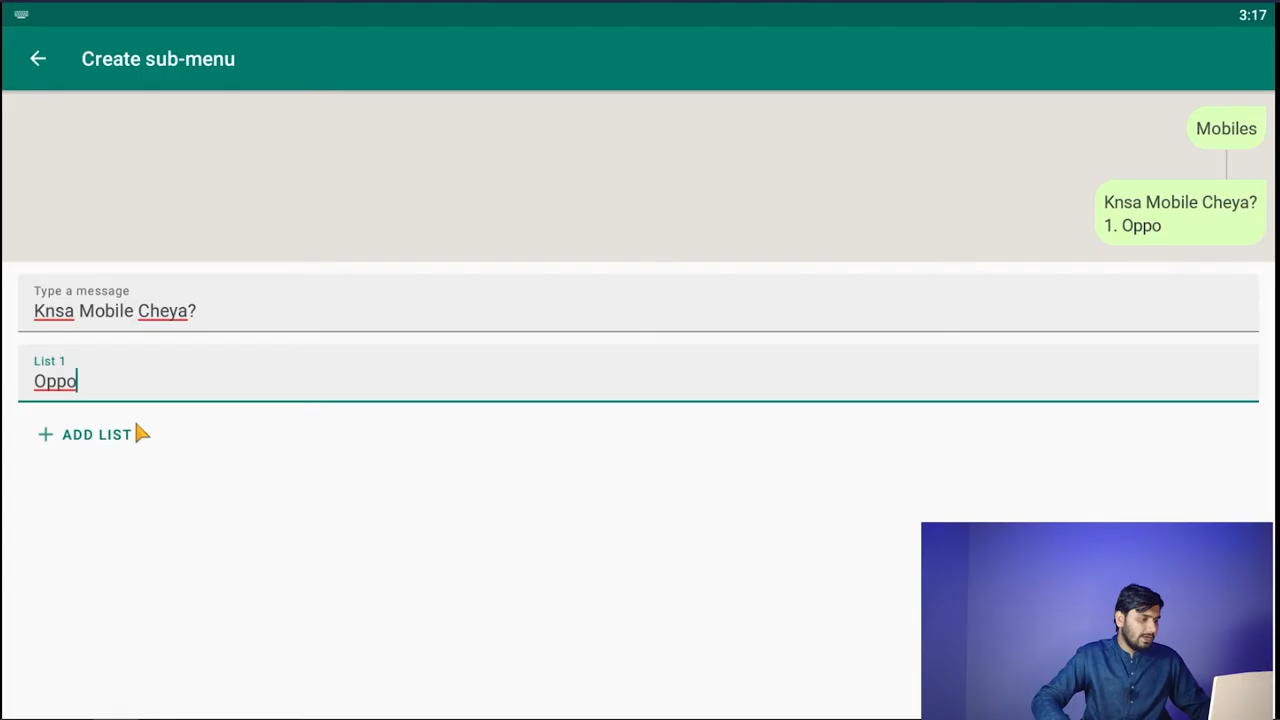 3:17
Create sub-menu
Mobiles
Knsa Mobile Cheya?
1. Oppo
Type a message
Knsa Mobile Cheya?
List 1
Oppo
+ ADD LIST